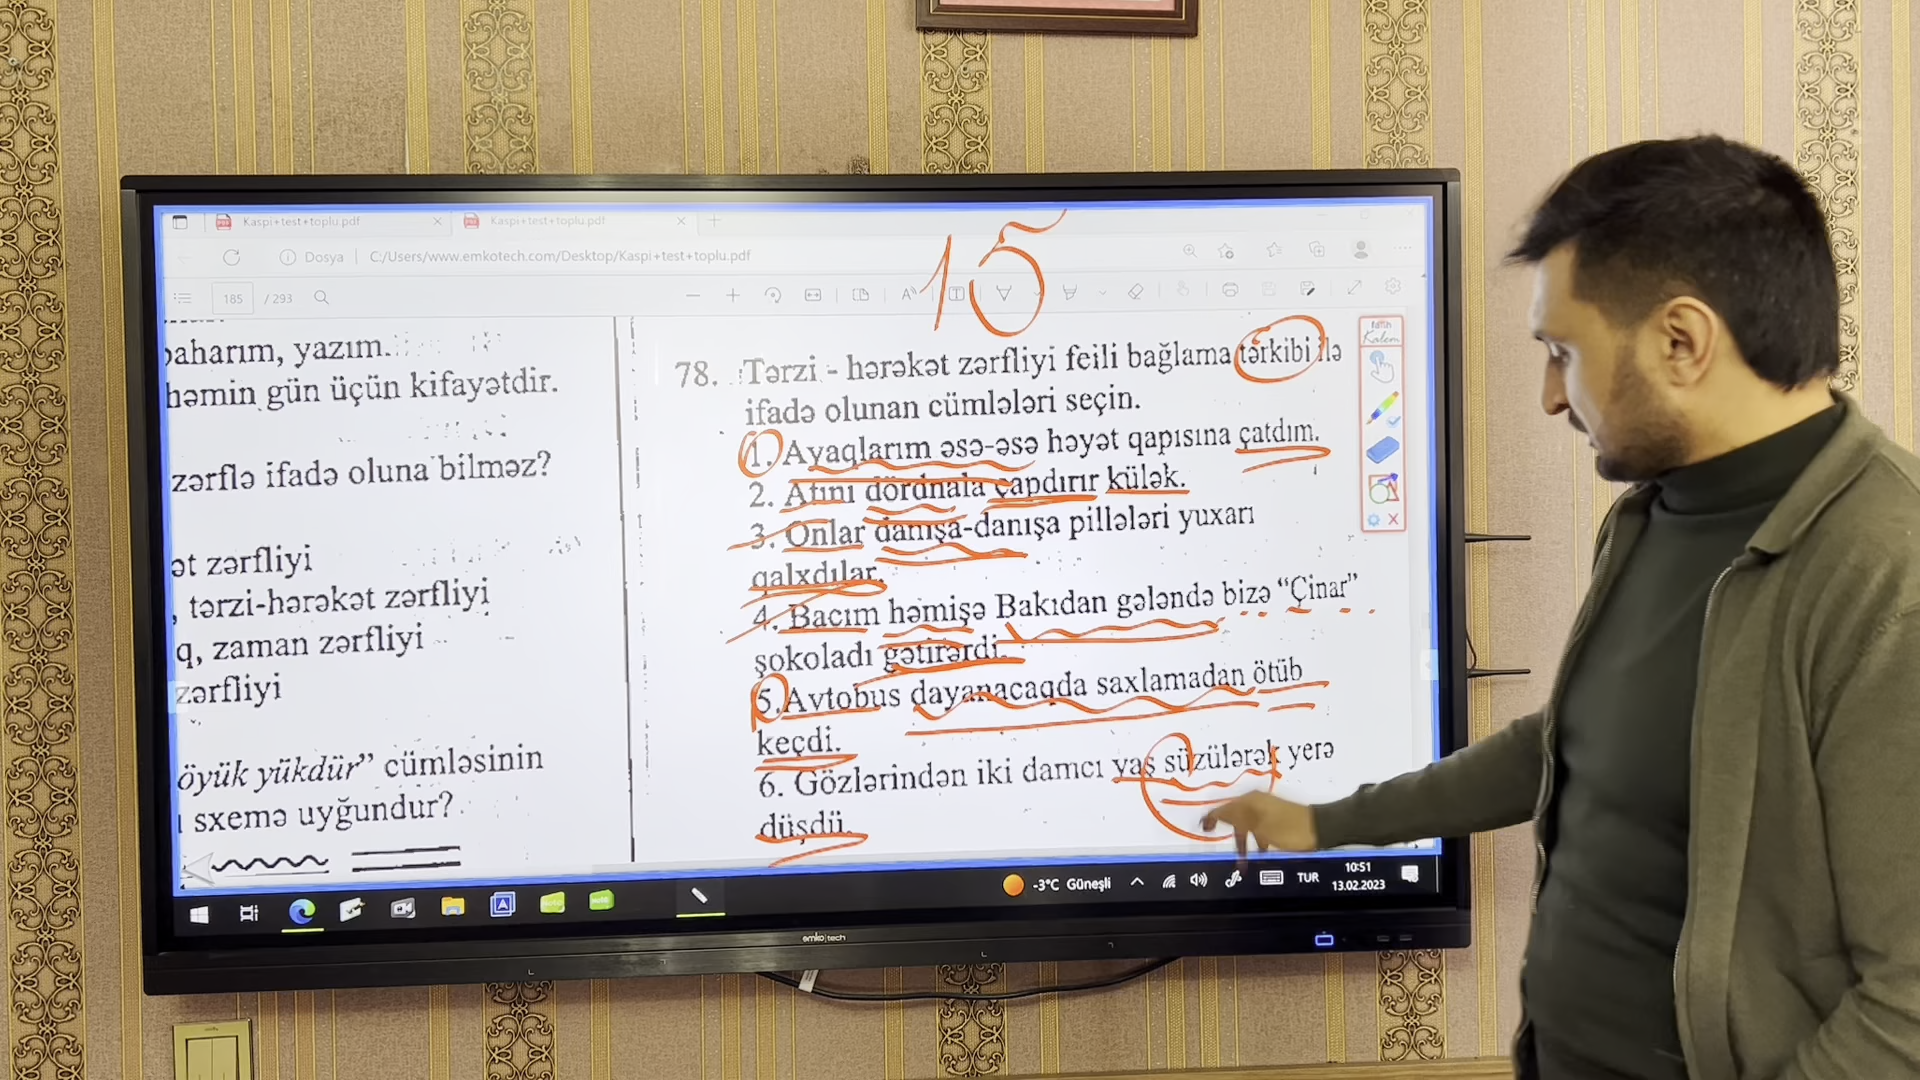 Kaspi+test+toplu.pdf
Kaspi+test+toplu.pdf
Dosya
C:/Users/www.emkotech.com/Desktop/Kaspi+test+toplu.pdf
185 / 293
15
fatih
Kalem
baharım, yazım.
həmin gün üçün kifayətdir.
zərflə ifadə oluna bilməz?
ət zərfliyi
, tərzi-hərəkət zərfliyi
q, zaman zərfliyi
zərfliyi
öyük yükdür” cümləsinin
sxemə uyğundur?
78. Tərzi - hərəkət zərfliyi feili bağlama tərkibi ilə
ifadə olunan cümlələri seçin.
1. Ayaqlarım əsə-əsə həyət qapısına çatdım.
2. Atını dördnala çapdırır külək.
3. Onlar danışa-danışa pillələri yuxarı
qalxdılar.
4. Bacım həmişə Bakıdan gələndə bizə “Çinar”
şokoladı gətirərdi.
5.Avtobus dayanacaqda saxlamadan ötüb
keçdi.
6. Gözlərindən iki damcı yaş süzülərək yerə
düşdü.
-3°C Güneşli
TUR
10:51
13.02.2023
emko|tech